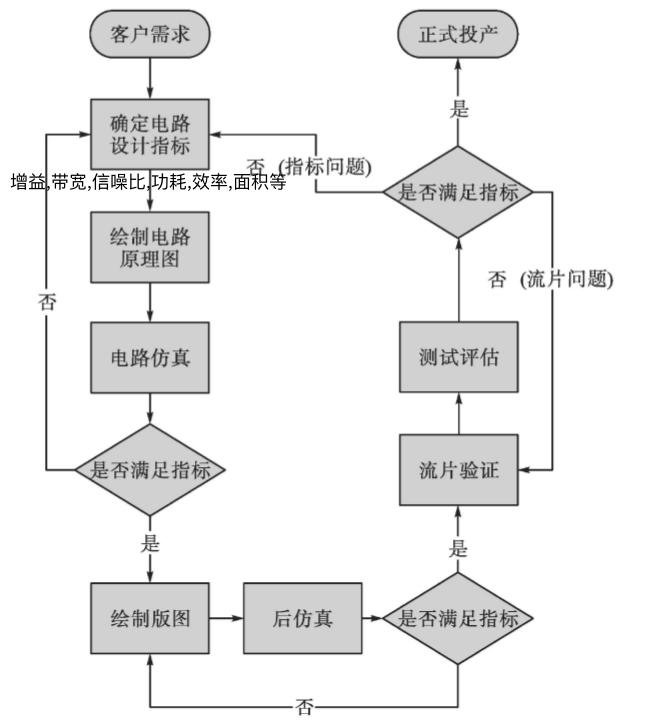 客户需求
正式投产
是
确定电路
设计指标
否 (指标问题)
增益,带宽,信噪比,功耗,效率,面积等
是否满足指标
绘制电路
原理图
否 (流片问题)
否
电路仿真
测试评估
是否满足指标
流片验证
是
是
绘制版图
后仿真
是否满足指标
否